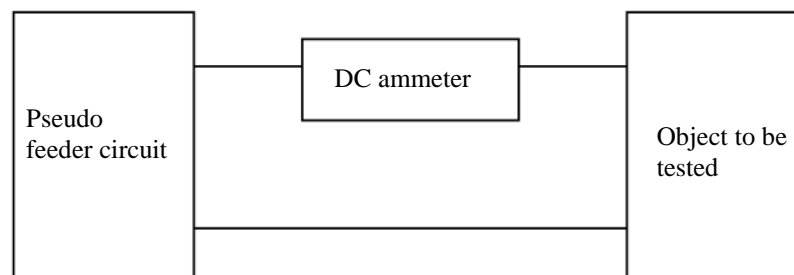 DC ammeter
Pseudo
feeder circuit
Object to be
tested